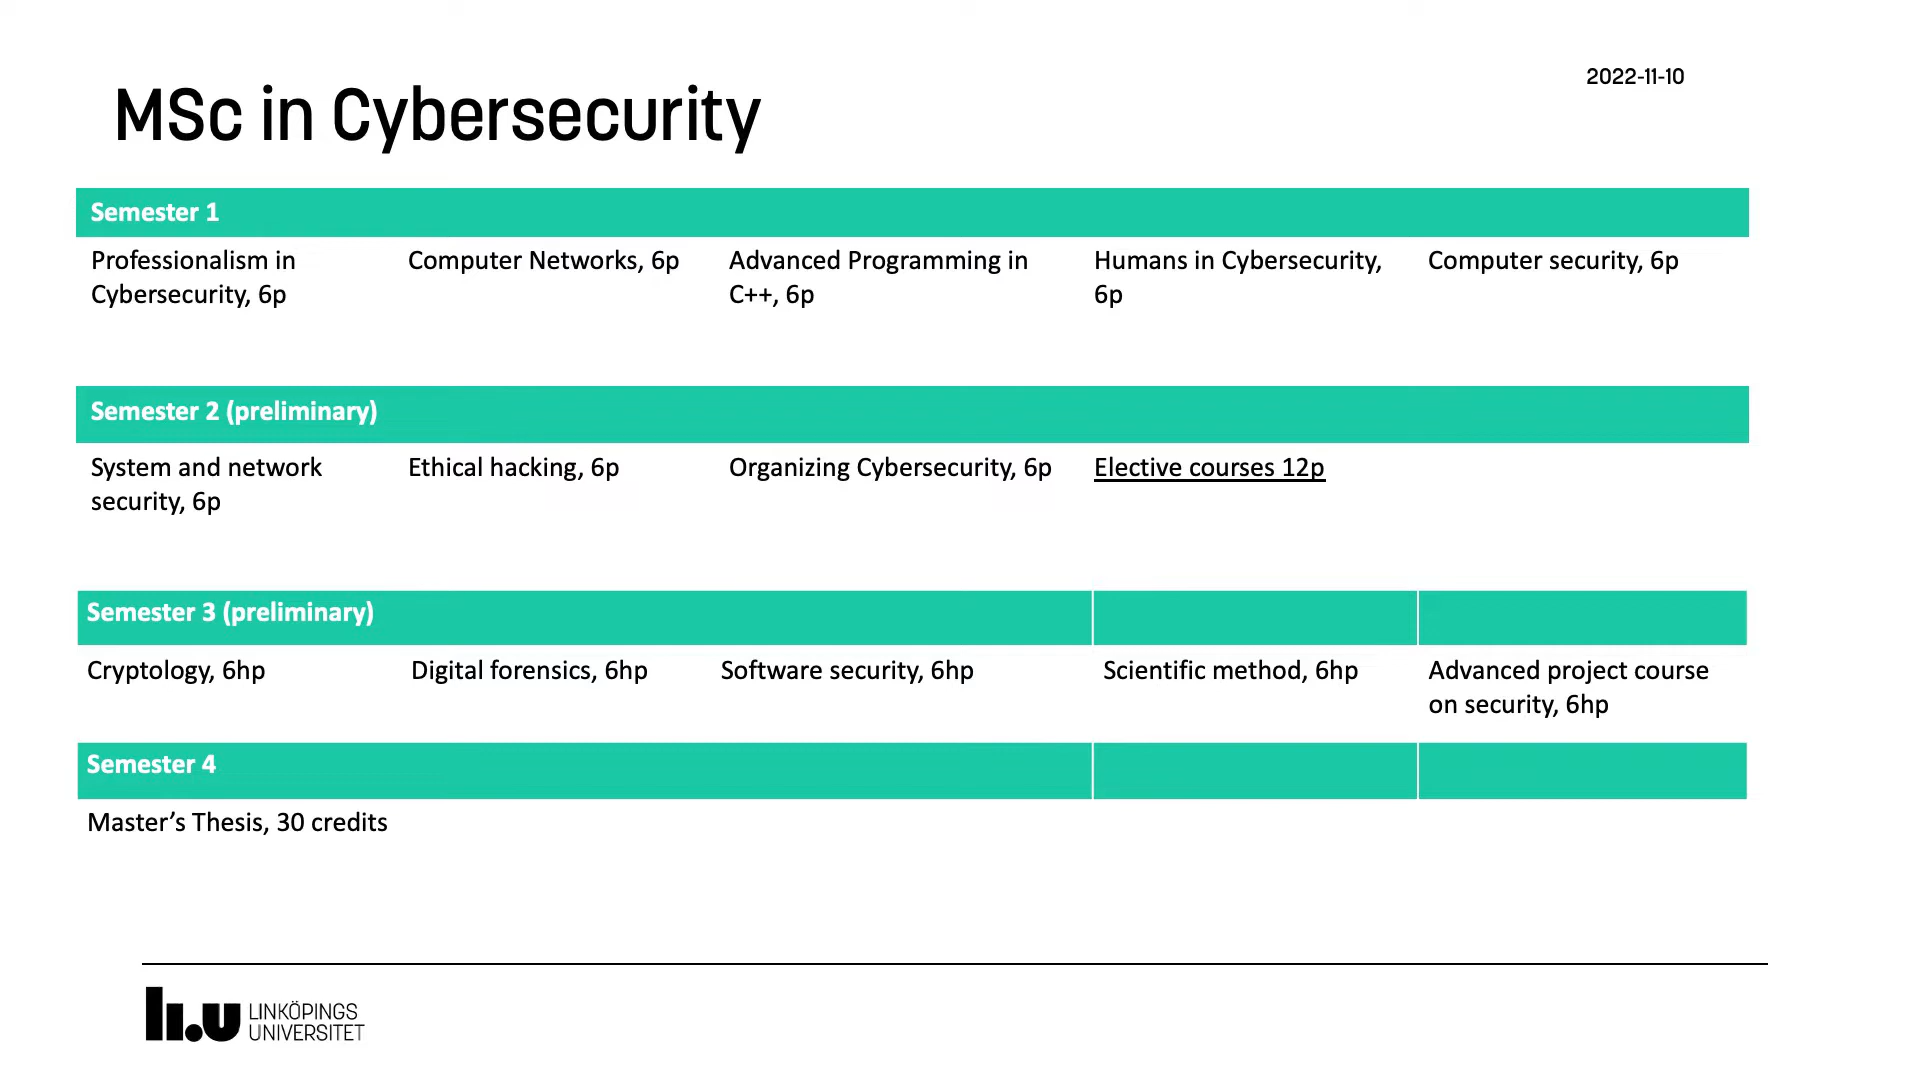 MSc in Cybersecurity
2022-11-10
Semester 1
Professionalism in
Cybersecurity, 6p
Computer Networks, 6p
Advanced Programming in
C++, 6p
Humans in Cybersecurity,
6p
Computer security, 6p
Semester 2 (preliminary)
System and network
security, 6p
Ethical hacking, 6p
Organizing Cybersecurity, 6p
Elective courses 12p
Semester 3 (preliminary)
Cryptology, 6hp
Digital forensics, 6hp
Software security, 6hp
Scientific method, 6hp
Advanced project course
on security, 6hp
Semester 4
Master’s Thesis, 30 credits
li.u
LINKÖPINGS
UNIVERSITET